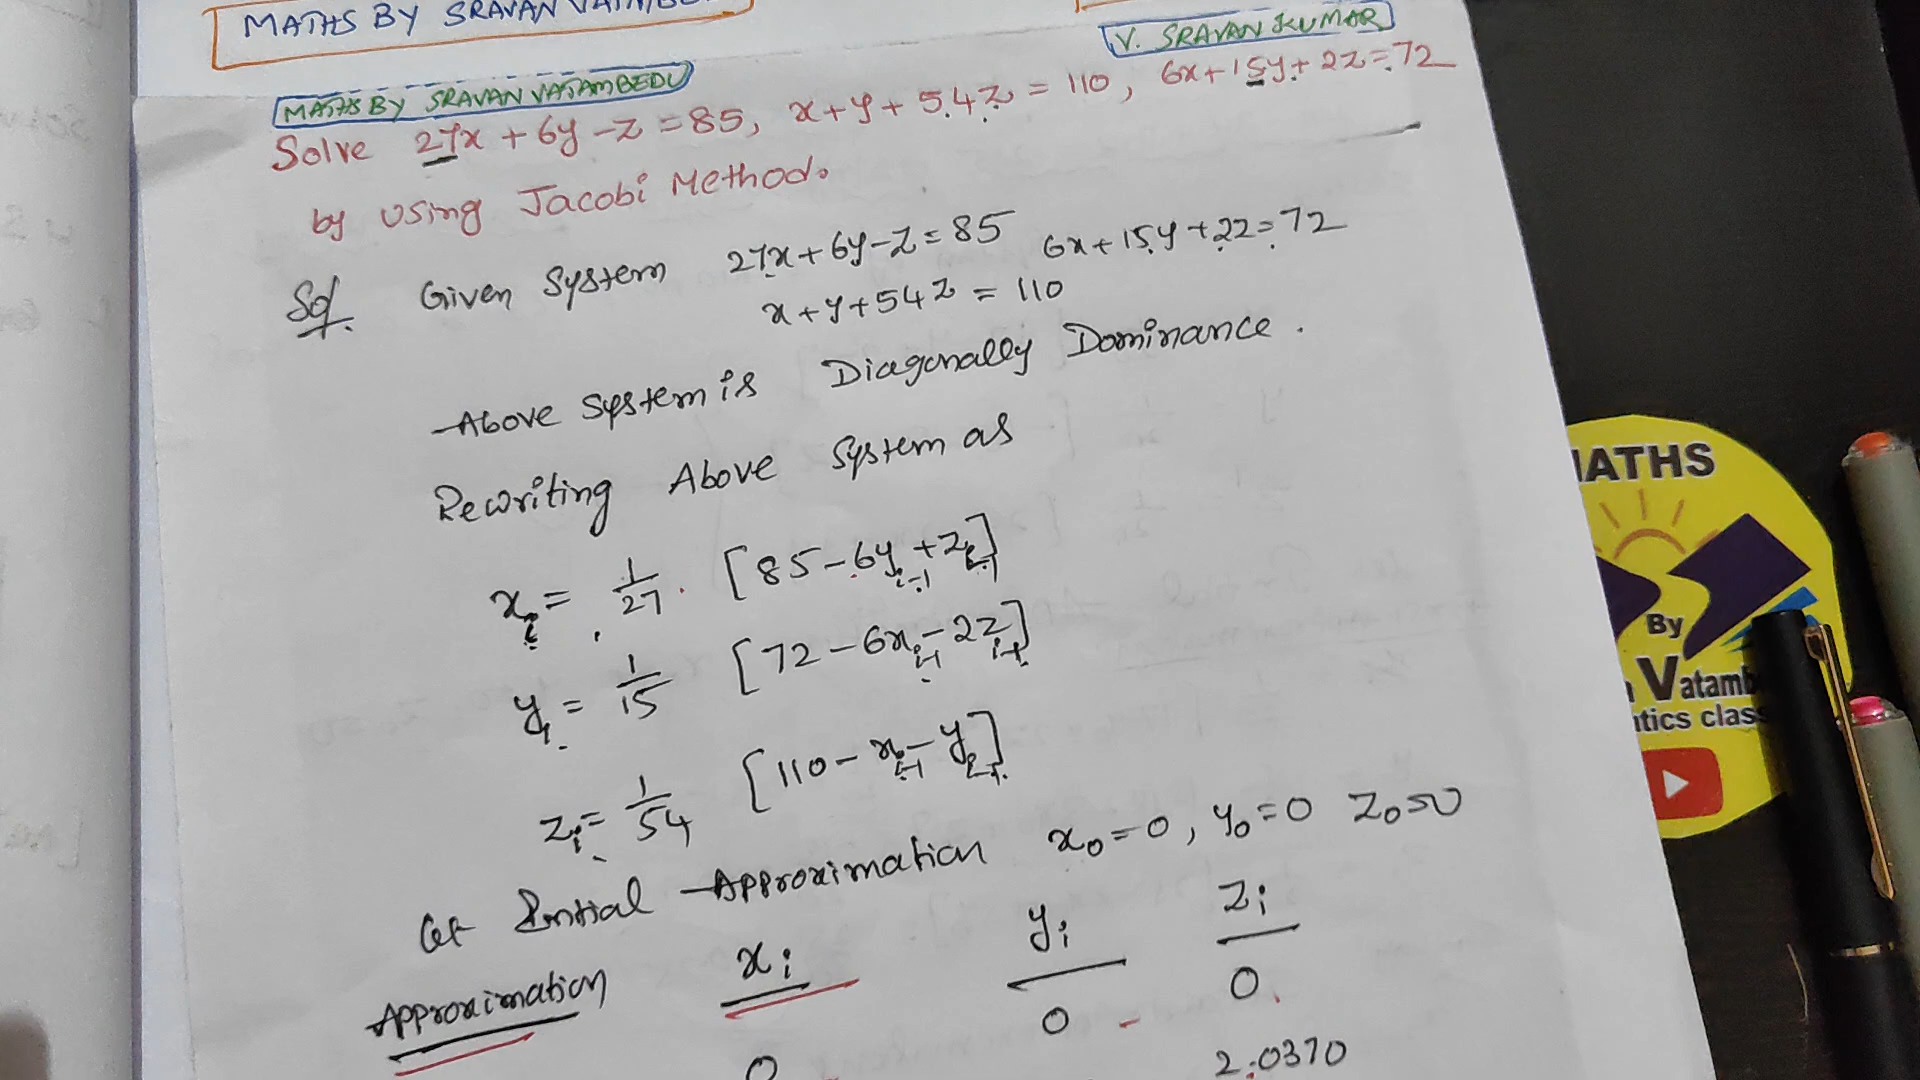 MATHS BY SRAVAN
V. SRAVAN KUMAR
MATHS BY SRAVAN VATAMBEDU
Solve 27x + 6y - z = 85, x + y + 54z = 110, 6x + 15y + 2z = 72
by using Jacobi Method.
Sol. Given System 27x + 6y - z = 85 6x + 15y + 2z = 72
x + y + 54z = 110
Above System is Diagonally Dominance.
Rewriting Above System as
xᵢ = 1/27 . [85 - 6yᵢ₋₁ + zᵢ₋₁]
yᵢ = 1/15 [72 - 6xᵢ₋₁ - 2zᵢ₋₁]
zᵢ = 1/54 [110 - xᵢ₋₁ - yᵢ₋₁]
let Initial Approximation x₀ = 0, y₀ = 0 z₀ = 0
Approximation xᵢ yᵢ zᵢ
0 0 0
2.0370
MATHS
By
Vatamb
tics class